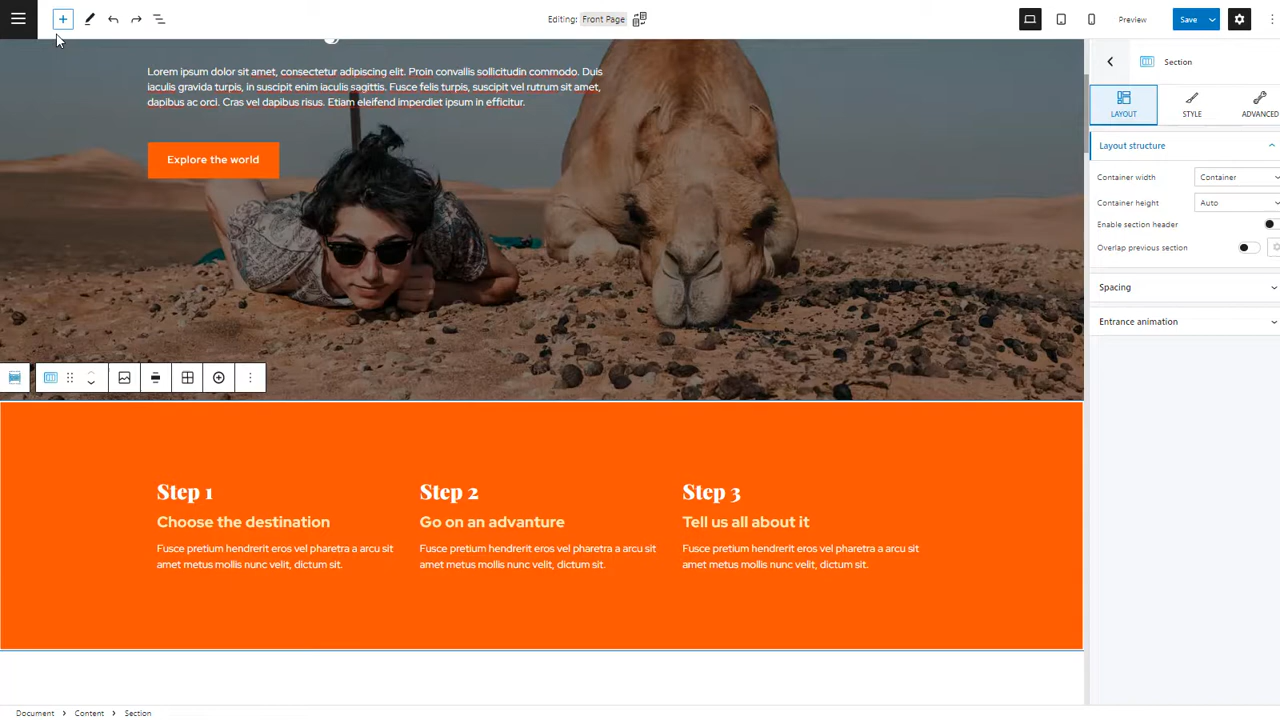 Editing: Front Page
Preview
Save
Section
Lorem ipsum dolor sit amet, consectetur adipiscing elit. Proin convallis sollicitudin commodo. Duis
iaculis gravida turpis, in suscipit enim iaculis sagittis. Fusce felis turpis, suscipit vel rutrum sit amet,
dapibus ac orci. Cras vel dapibus risus. Etiam eleifend imperdiet ipsum in efficitur.
Explore the world
LAYOUT
STYLE
ADVANCED
Layout structure
Container width
Container
Container height
Auto
Enable section header
Overlap previous section
Spacing
Entrance animation
Step 1
Choose the destination
Fusce pretium hendrerit eros vel pharetra a arcu sit
amet metus mollis nunc velit, dictum sit.
Step 2
Go on an advanture
Fusce pretium hendrerit eros vel pharetra a arcu sit
amet metus mollis nunc velit, dictum sit.
Step 3
Tell us all about it
Fusce pretium hendrerit eros vel pharetra a arcu sit
amet metus mollis nunc velit, dictum sit.
Document
Content
Section